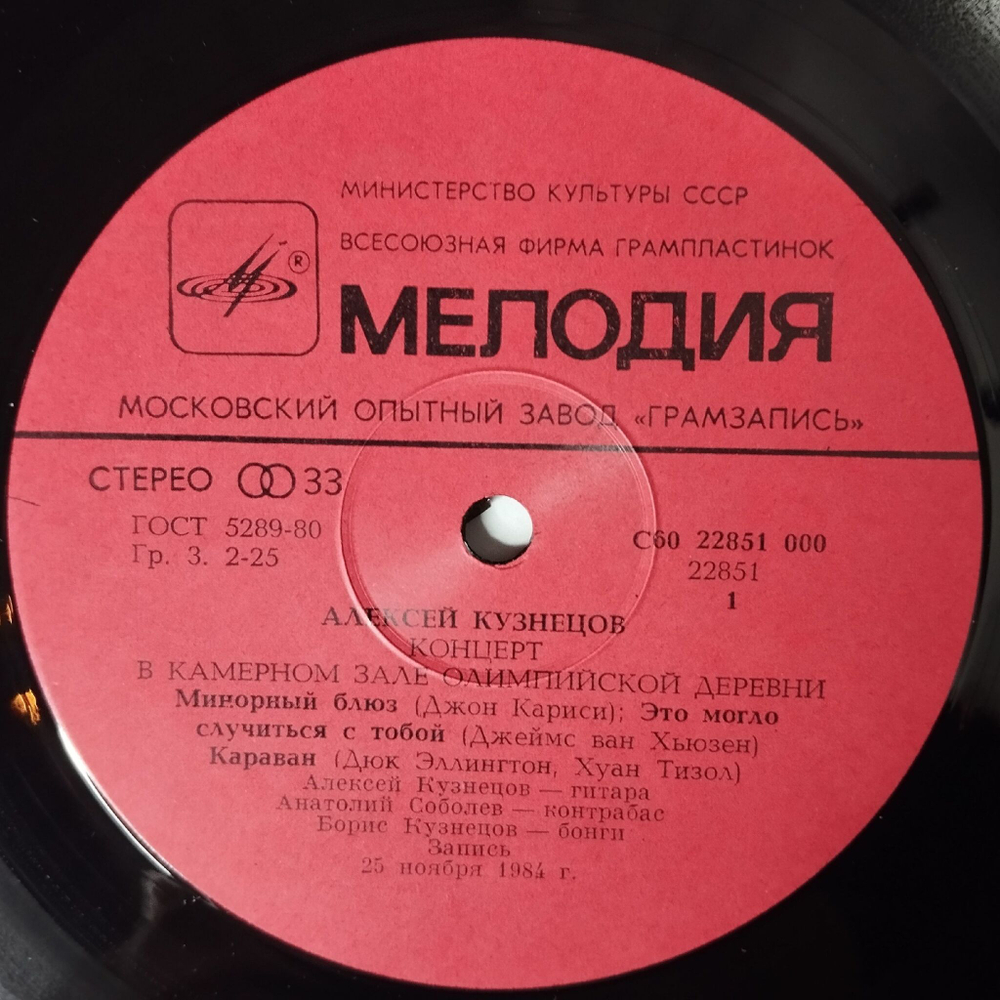 МИНИСТЕРСТВО КУЛЬТУРЫ СССР
ВСЕСОЮЗНАЯ ФИРМА ГРАМПЛАСТИНОК
®
МЕЛОДИЯ
МОСКОВСКИЙ ОПЫТНЫЙ ЗАВОД «ГРАМЗАПИСЬ»
СТЕРЕО 33
ГОСТ 5289-80
Гр. 3. 2-25
С60 22851 000
22851
1
АЛЕКСЕЙ КУЗНЕЦОВ
КОНЦЕРТ
В КАМЕРНОМ ЗАЛЕ ОЛИМПИЙСКОЙ ДЕРЕВНИ
Минорный блюз (Джон Кариси); Это могло
случиться с тобой (Джеймс ван Хьюзен)
Караван (Дюк Эллингтон, Хуан Тизол)
Алексей Кузнецов — гитара
Анатолий Соболев — контрабас
Борис Кузнецов — бонги
Запись
25 ноября 1984 г.